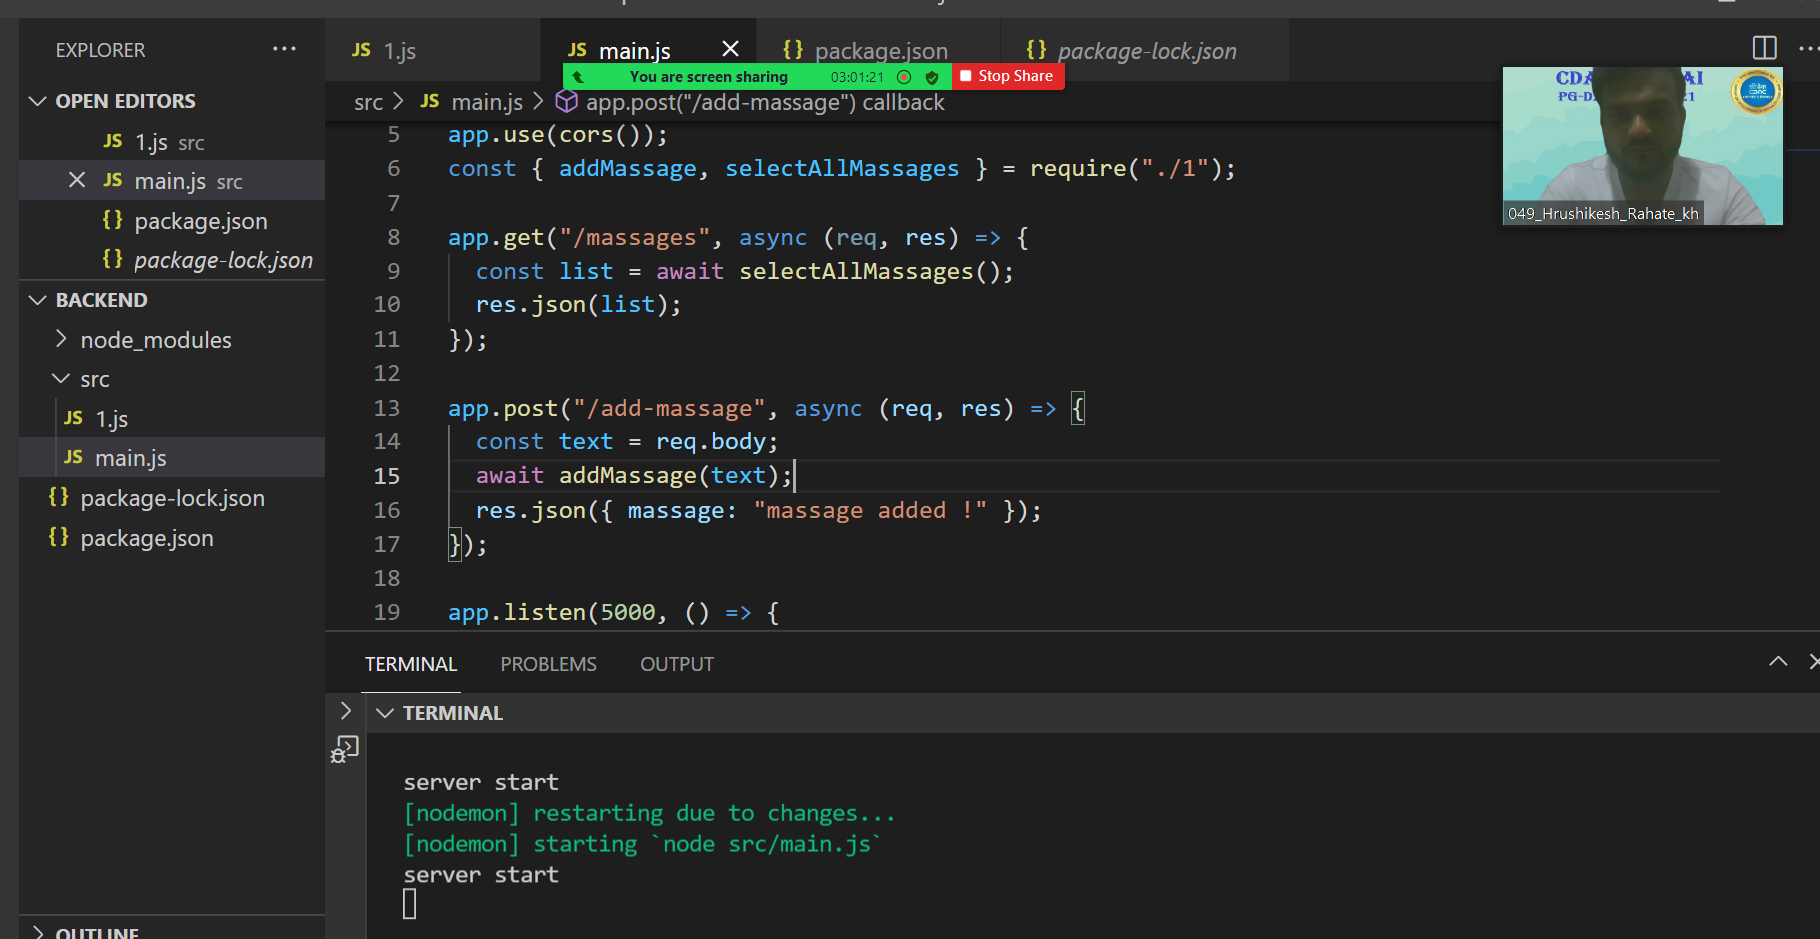 EXPLORER ...
OPEN EDITORS
JS 1.js src
JS main.js src
{} package.json
{} package-lock.json
BACKEND
node_modules
src
JS 1.js
JS main.js
{} package-lock.json
{} package.json
OUTLINE
JS 1.js
JS main.js
{} package.json
{} package-lock.json
You are screen sharing 03:01:21 Stop Share
src > JS main.js > app.post("/add-massage") callback
5 app.use(cors());
6 const { addMassage, selectAllMassages } = require("./1");
7
8 app.get("/massages", async (req, res) => {
9 const list = await selectAllMassages();
10 res.json(list);
11 });
12
13 app.post("/add-massage", async (req, res) => {
14 const text = req.body;
15 await addMassage(text);
16 res.json({ massage: "massage added !" });
17 });
18
19 app.listen(5000, () => {
049_Hrushikesh_Rahate_kh
TERMINAL PROBLEMS OUTPUT
TERMINAL
server start
[nodemon] restarting due to changes...
[nodemon] starting `node src/main.js`
server start